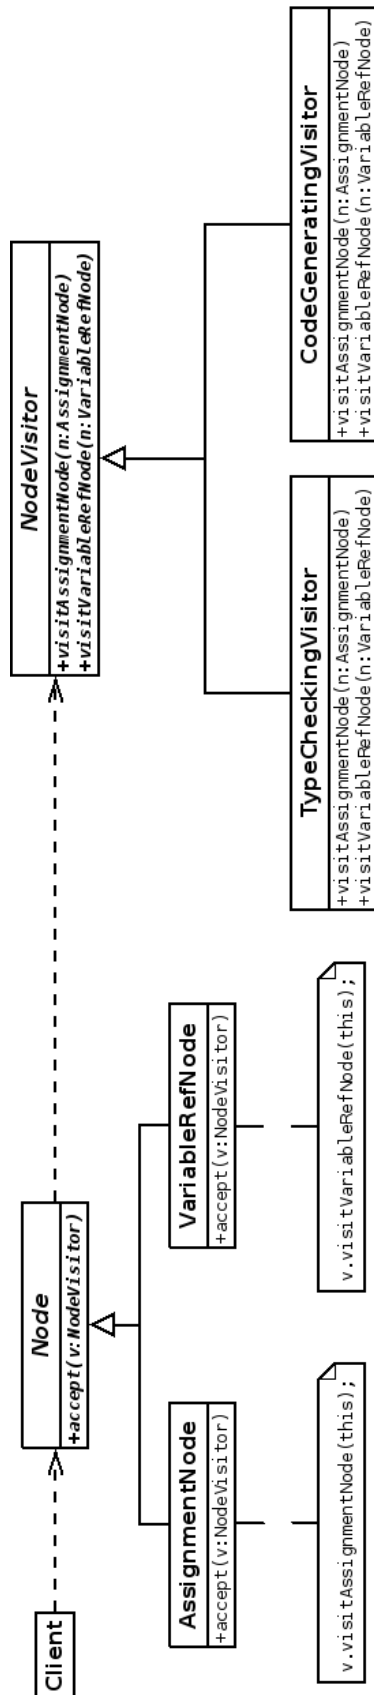 Client
Node
+accept(v:NodeVisitor)
NodeVisitor
+visitAssignmentNode(n:AssignmentNode)
+visitVariableRefNode(n:VariableRefNode)
AssignmentNode
+accept(v:NodeVisitor)
VariableRefNode
+accept(v:NodeVisitor)
v.visitAssignmentNode(this);
v.visitVariableRefNode(this);
TypeCheckingVisitor
+visitAssignmentNode(n:AssignmentNode)
+visitVariableRefNode(n:VariableRefNode)
CodeGeneratingVisitor
+visitAssignmentNode(n:AssignmentNode)
+visitVariableRefNode(n:VariableRefNode)